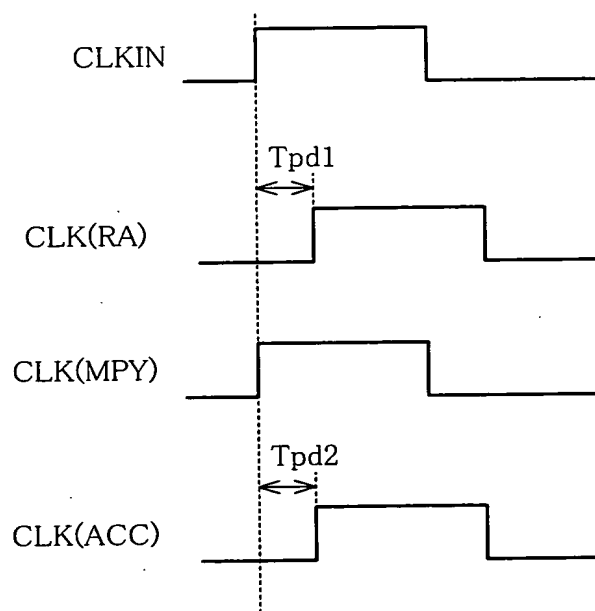 CLKIN
Tpd1
CLK(RA)
CLK(MPY)
Tpd2
CLK(ACC)